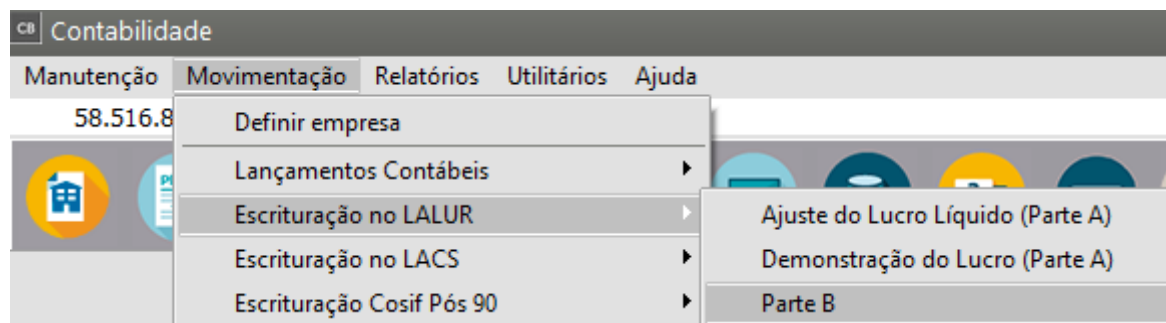 CB Contabilidade
Manutenção Movimentação Relatórios Utilitários Ajuda
58.516.8
Definir empresa
Lançamentos Contábeis
Escrituração no LALUR
Ajuste do Lucro Líquido (Parte A)
Escrituração no LACS
Demonstração do Lucro (Parte A)
Escrituração Cosif Pós 90
Parte B